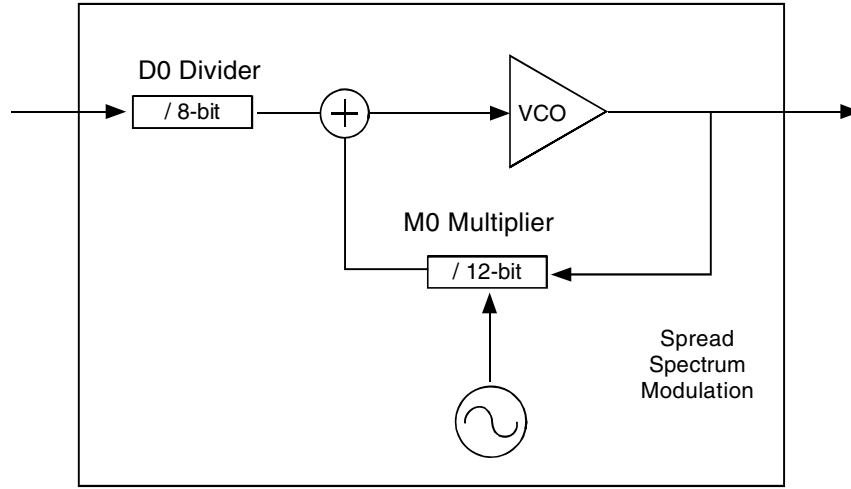 D0 Divider
/ 8-bit
VCO
M0 Multiplier
/ 12-bit
Spread
Spectrum
Modulation